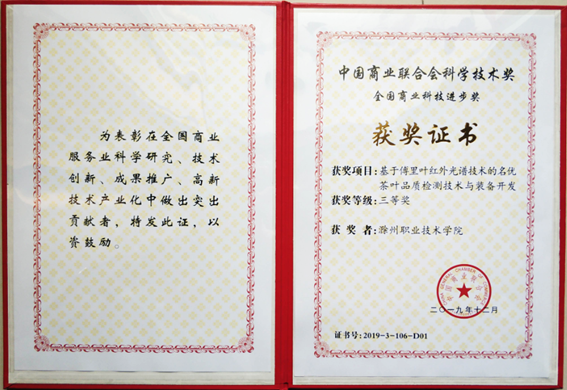 为表彰在全国商业
服务业科学研究、技术
创新、成果推广、高新
技术产业化中做出突出
贡献者，特发此证，以
资鼓励。
中国商业联合会科学技术奖
全国商业科技进步奖
获奖证书
获奖项目：基于傅里叶红外光谱技术的名优
茶叶品质检测技术与装备开发
获奖等级：三等奖
获 奖 者：滁州职业技术学院
二〇一九年十二月
证书号：2019-3-106-D01